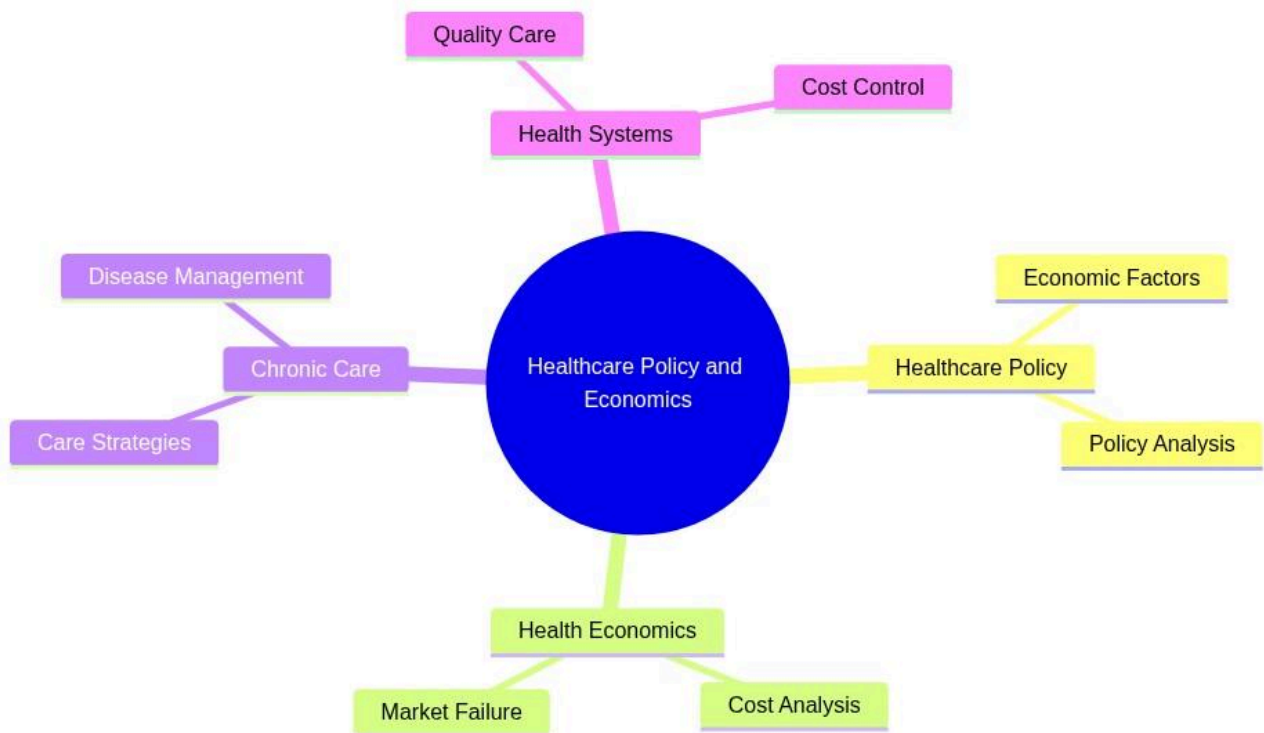 Quality Care
Cost Control
Health Systems
Disease Management
Economic Factors
Chronic Care
Healthcare Policy and
Economics
Healthcare Policy
Care Strategies
Policy Analysis
Health Economics
Market Failure
Cost Analysis